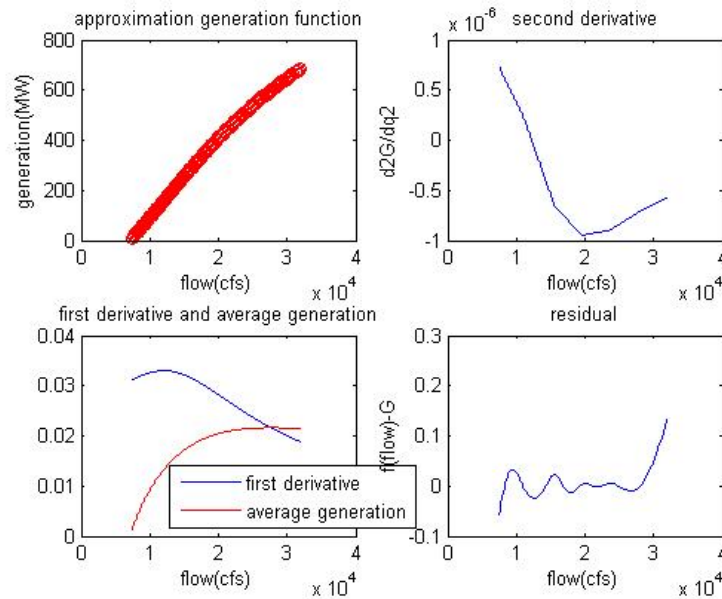 approximation generation function
800
600
400
200
0
generation(MW)
0 1 2 3 4
flow(cfs)
x 10^4
x 10^-6
second derivative
1
0.5
0
-0.5
-1
d2G/dq2
0 1 2 3 4
flow(cfs)
x 10^4
first derivative and average generation
0.04
0.03
0.02
0.01
0
first derivative
average generation
0 1 2 3 4
flow(cfs)
x 10^4
residual
0.3
0.2
0.1
0
-0.1
f(flow)-G
0 1 2 3 4
flow(cfs)
x 10^4